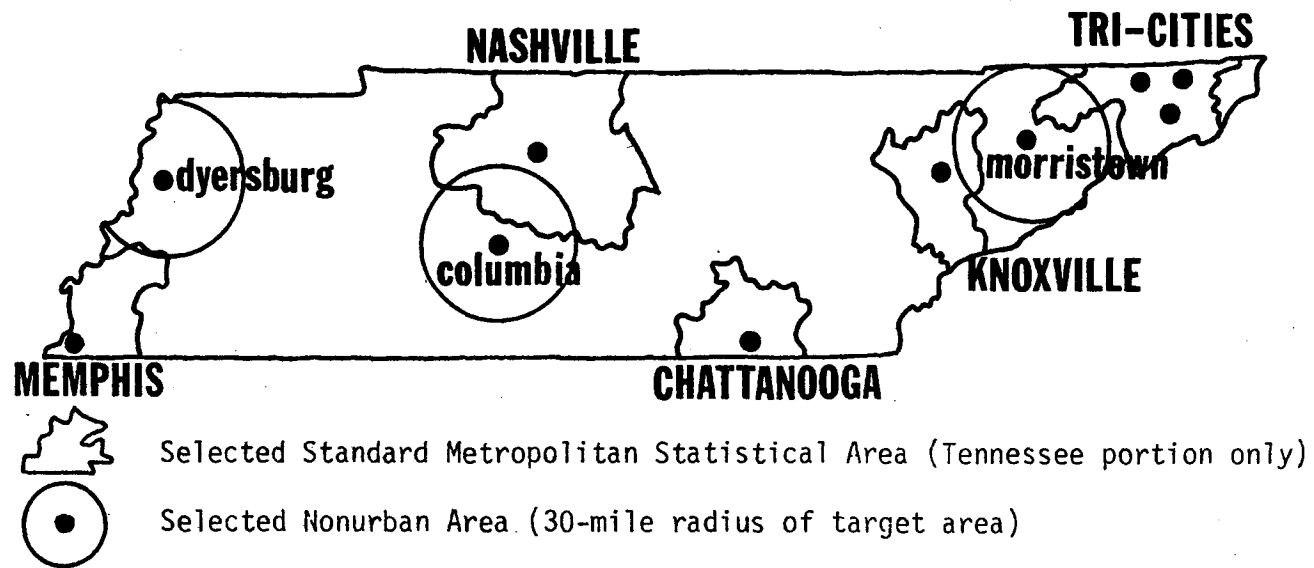 TRI-CITIES
NASHVILLE
dyersburg
morristown
columbia
KNOXVILLE
MEMPHIS
CHATTANOOGA
Selected Standard Metropolitan Statistical Area (Tennessee portion only)
Selected Nonurban Area (30-mile radius of target area)